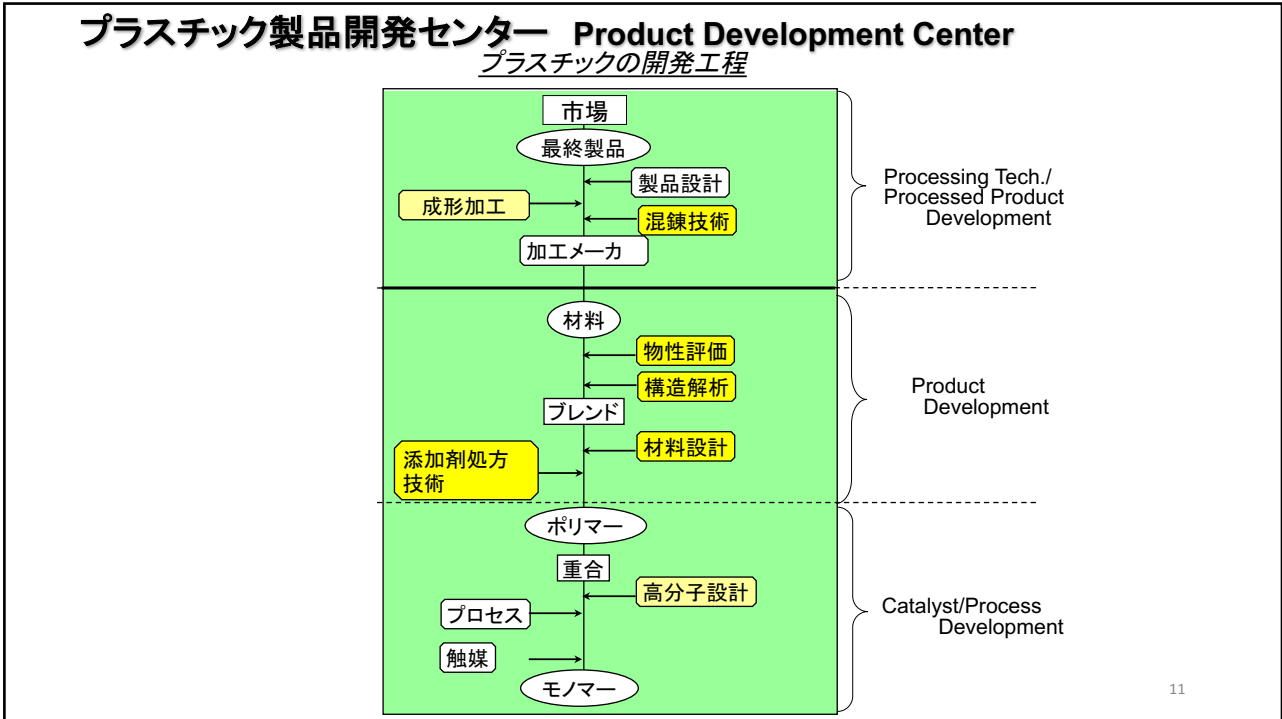 プラスチック製品開発センター Product Development Center
プラスチックの開発工程
市場
最終製品
製品設計
成形加工
混錬技術
加工メーカ
Processing Tech./
Processed Product
Development
材料
物性評価
構造解析
ブレンド
材料設計
添加剤処方
技術
Product
Development
ポリマー
重合
高分子設計
プロセス
触媒
モノマー
Catalyst/Process
Development
11